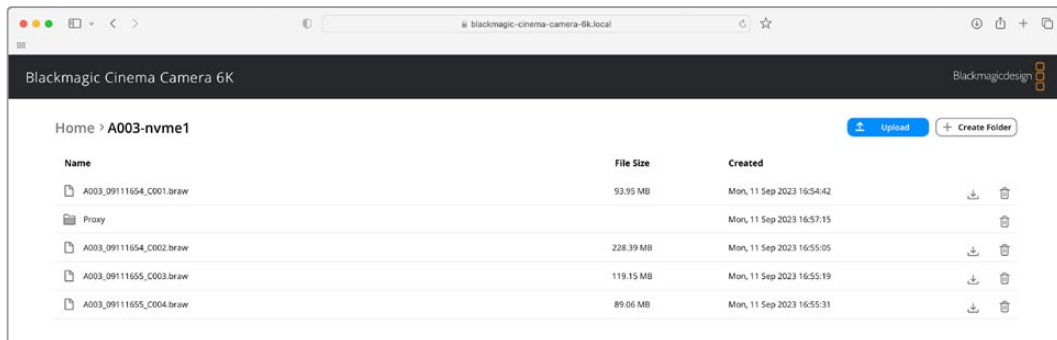 blackmagic-cinema-camera-6k.local
Blackmagic Cinema Camera 6K
Blackmagicdesign
Home > A003-nvme1
Upload
+ Create Folder
Name File Size Created
A003_09111654_C001.braw 93.95 MB Mon, 11 Sep 2023 16:54:42
Proxy Mon, 11 Sep 2023 16:57:15
A003_09111654_C002.braw 228.39 MB Mon, 11 Sep 2023 16:55:05
A003_09111655_C003.braw 119.15 MB Mon, 11 Sep 2023 16:55:19
A003_09111655_C004.braw 89.06 MB Mon, 11 Sep 2023 16:55:31